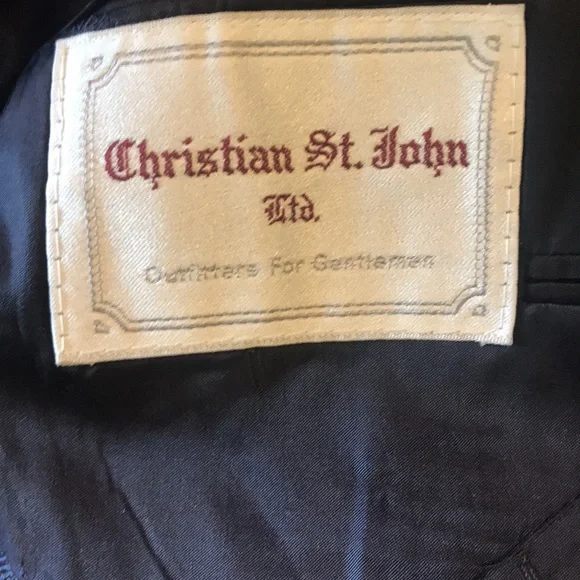 Christian St. John
Ltd.
Outfitters For Gentlemen